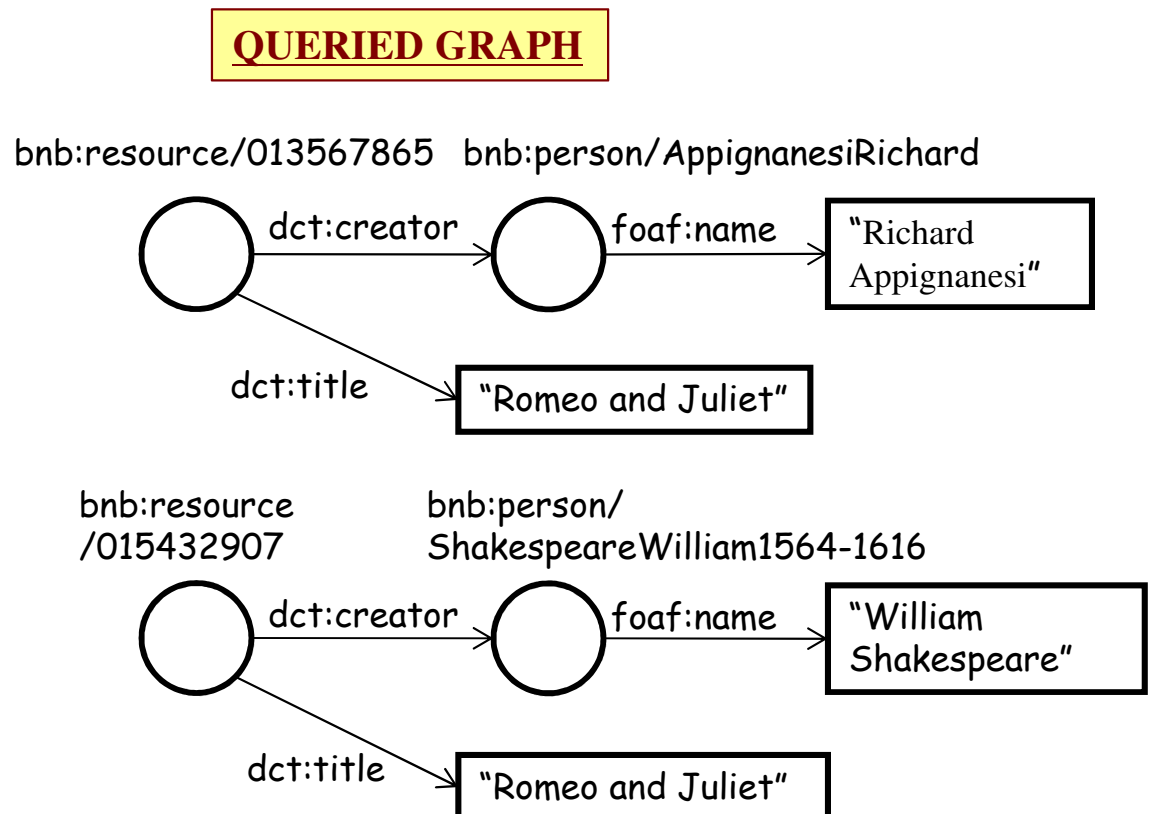 QUERIED GRAPH
bnb:resource/013567865 bnb:person/AppignanesiRichard
dct:creator foaf:name "Richard
Appignanesi"
dct:title "Romeo and Juliet"
bnb:resource bnb:person/
/015432907 ShakespeareWilliam1564-1616
dct:creator foaf:name "William
Shakespeare"
dct:title "Romeo and Juliet"